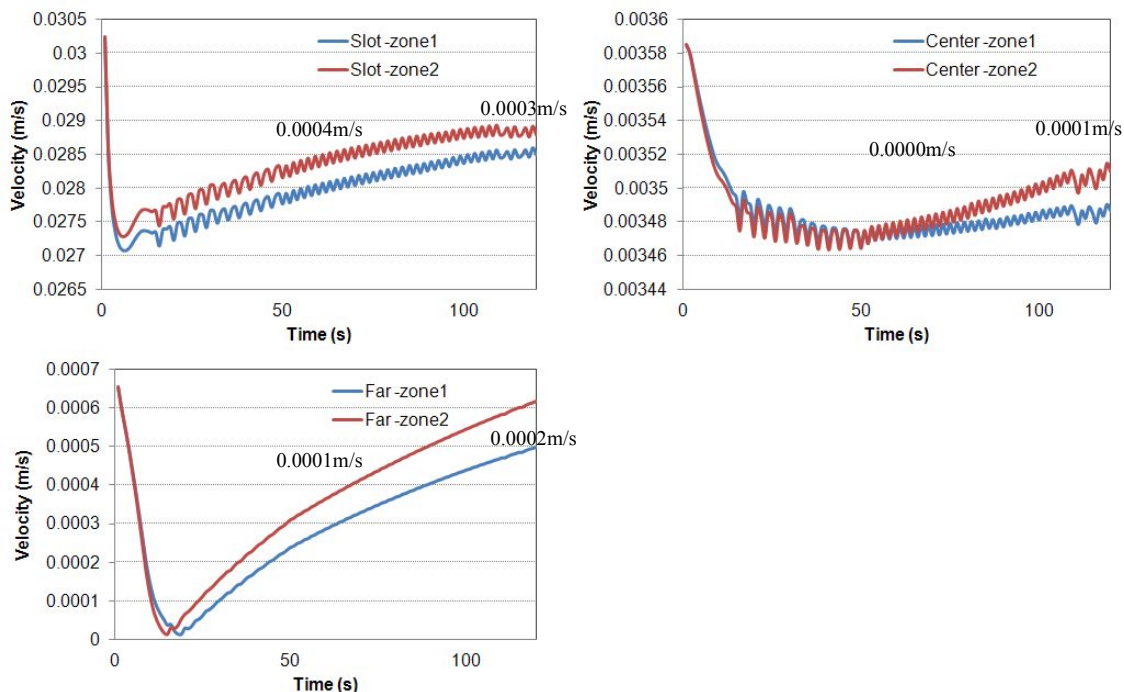 0.0305
0.03
0.0295
0.029
0.0285
0.028
0.0275
0.027
0.0265
Velocity (m/s)
Slot-zone1
Slot-zone2
0.0004m/s
0.0003m/s
0
50
100
Time (s)
0.0036
0.00358
0.00356
0.00354
0.00352
0.0035
0.00348
0.00346
0.00344
Velocity (m/s)
Center-zone1
Center-zone2
0.0001m/s
0.0000m/s
0
50
100
Time (s)
0.0007
0.0006
0.0005
0.0004
0.0003
0.0002
0.0001
0
Velocity (m/s)
Far-zone1
Far-zone2
0.0002m/s
0.0001m/s
0
50
100
Time (s)